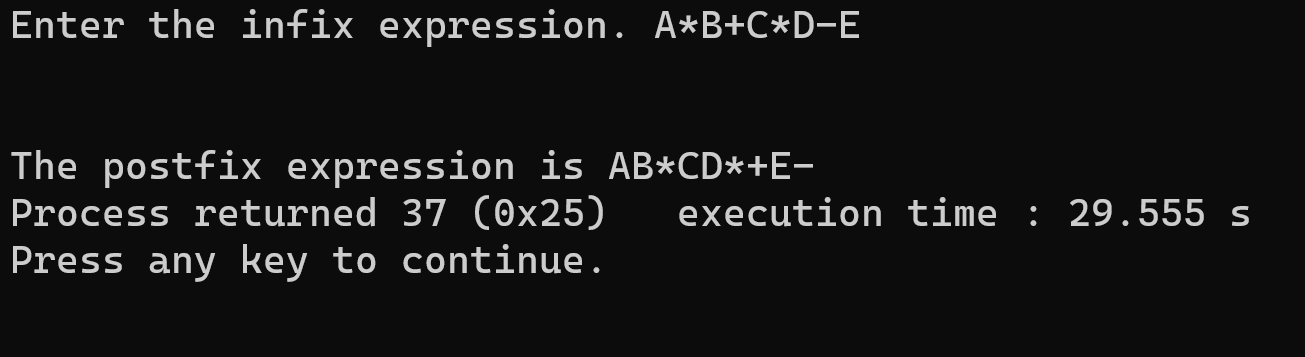 Enter the infix expression. A*B+C*D-E
The postfix expression is AB*CD*+E-
Process returned 37 (0x25)   execution time : 29.555 s
Press any key to continue.